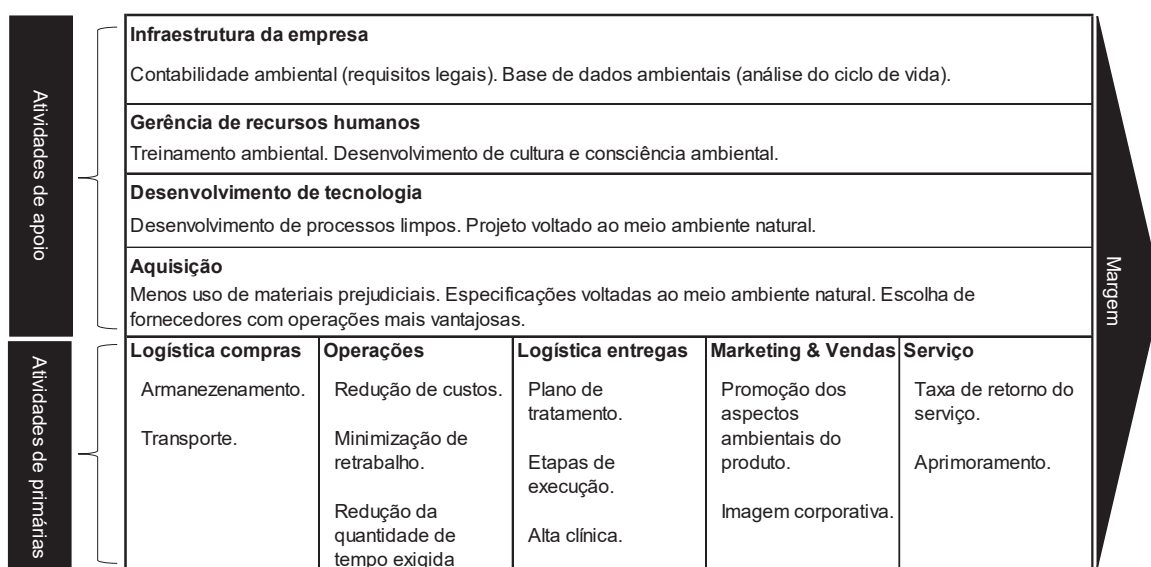 Atividades de apoio
Infraestrutura da empresa
Contabilidade ambiental (requisitos legais). Base de dados ambientais (análise do ciclo de vida).
Gerência de recursos humanos
Treinamento ambiental. Desenvolvimento de cultura e consciência ambiental.
Desenvolvimento de tecnologia
Desenvolvimento de processos limpos. Projeto voltado ao meio ambiente natural.
Aquisição
Menos uso de materiais prejudiciais. Especificações voltadas ao meio ambiente natural. Escolha de
fornecedores com operações mais vantajosas.
Atividades de primárias
Logística compras
Armanezenamento.
Transporte.
Operações
Redução de custos.
Minimização de
retrabalho.
Redução da
quantidade de
tempo exigida
Logística entregas
Plano de
tratamento.
Etapas de
execução.
Alta clínica.
Marketing & Vendas
Promoção dos
aspectos
ambientais do
produto.
Imagem corporativa.
Serviço
Taxa de retorno do
serviço.
Aprimoramento.
Margem